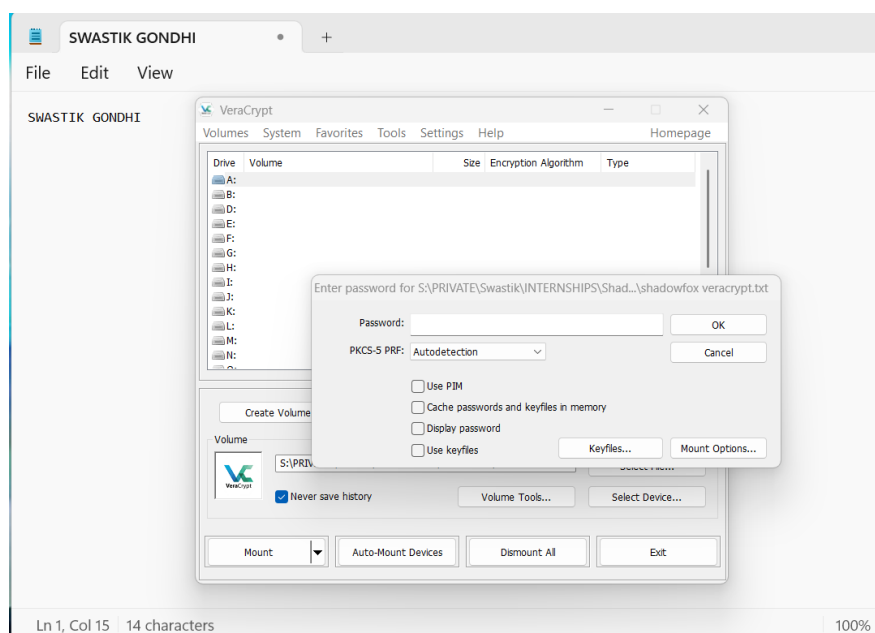 SWASTIK GONDHI
File Edit View
SWASTIK GONDHI
VeraCrypt
Volumes System Favorites Tools Settings Help Homepage
Drive Volume Size Encryption Algorithm Type
A:
B:
D:
E:
F:
G:
H:
I:
J:
K:
L:
M:
N:
Enter password for S:\PRIVATE\Swastik\INTERNSHIPS\Shad...\shadowfox veracrypt.txt
Password: OK
PKCS-5 PRF: Autodetection Cancel
Use PIM
Cache passwords and keyfiles in memory
Display password
Use keyfiles Keyfiles... Mount Options...
Create Volume
Volume
S:\PRIV
VeraCrypt
Never save history Volume Tools... Select Device...
Mount Auto-Mount Devices Dismount All Exit
Ln 1, Col 15 14 characters 100%